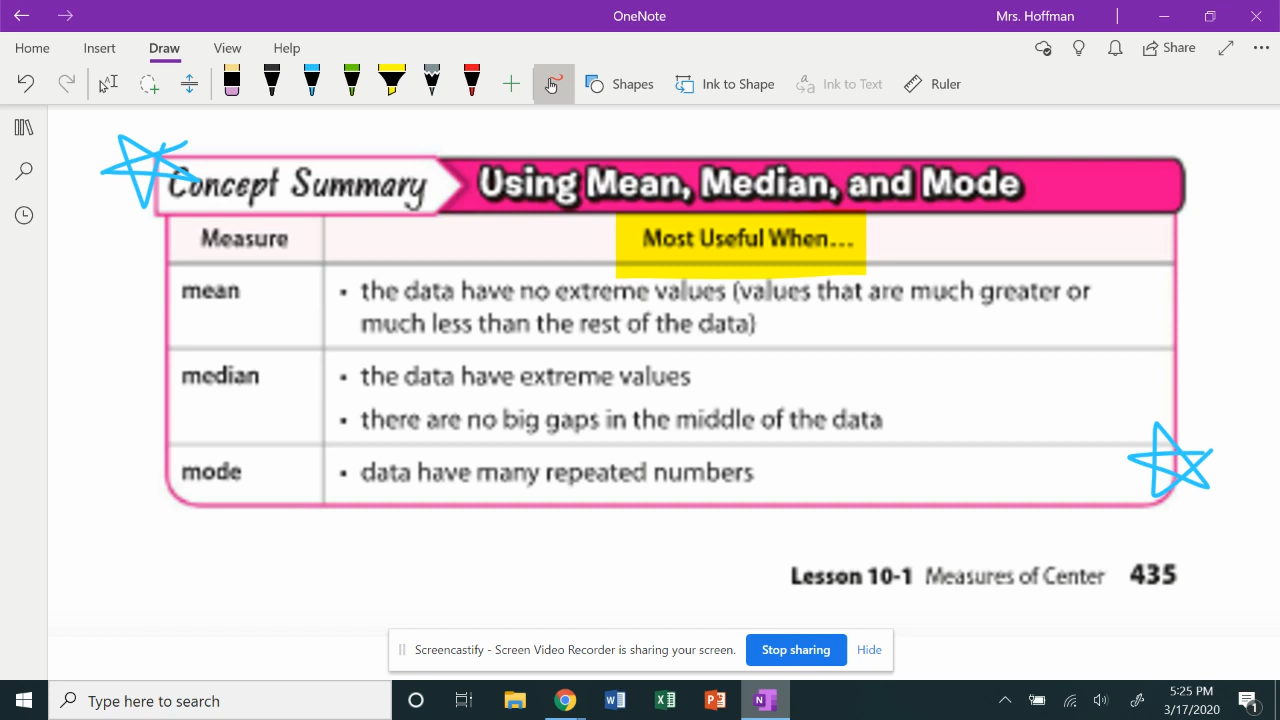 OneNote
Mrs. Hoffman
Home Insert Draw View Help
Share
Shapes
Ink to Shape
Ink to Text
Ruler
Concept Summary
Using Mean, Median, and Mode
Measure
Most Useful When...
mean
• the data have no extreme values (values that are much greater or
much less than the rest of the data)
median
• the data have extreme values
• there are no big gaps in the middle of the data
mode
• data have many repeated numbers
Lesson 10-1 Measures of Center 435
Screencastify - Screen Video Recorder is sharing your screen.
Stop sharing
Hide
Type here to search
5:25 PM
3/17/2020
1